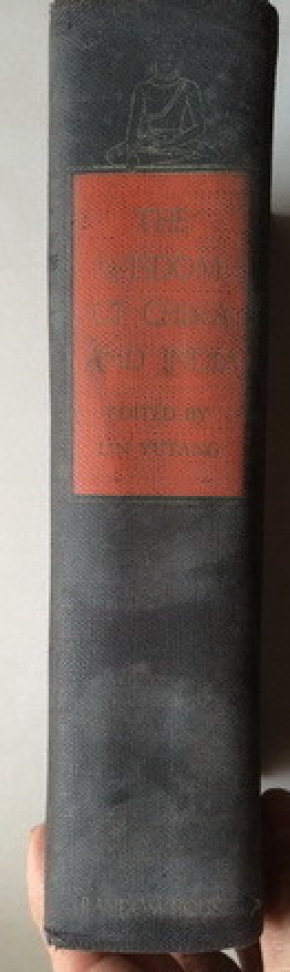 THE
WISDOM
OF CHINA
AND INDIA
EDITED BY
LIN YUTANG
RANDOM HOUSE